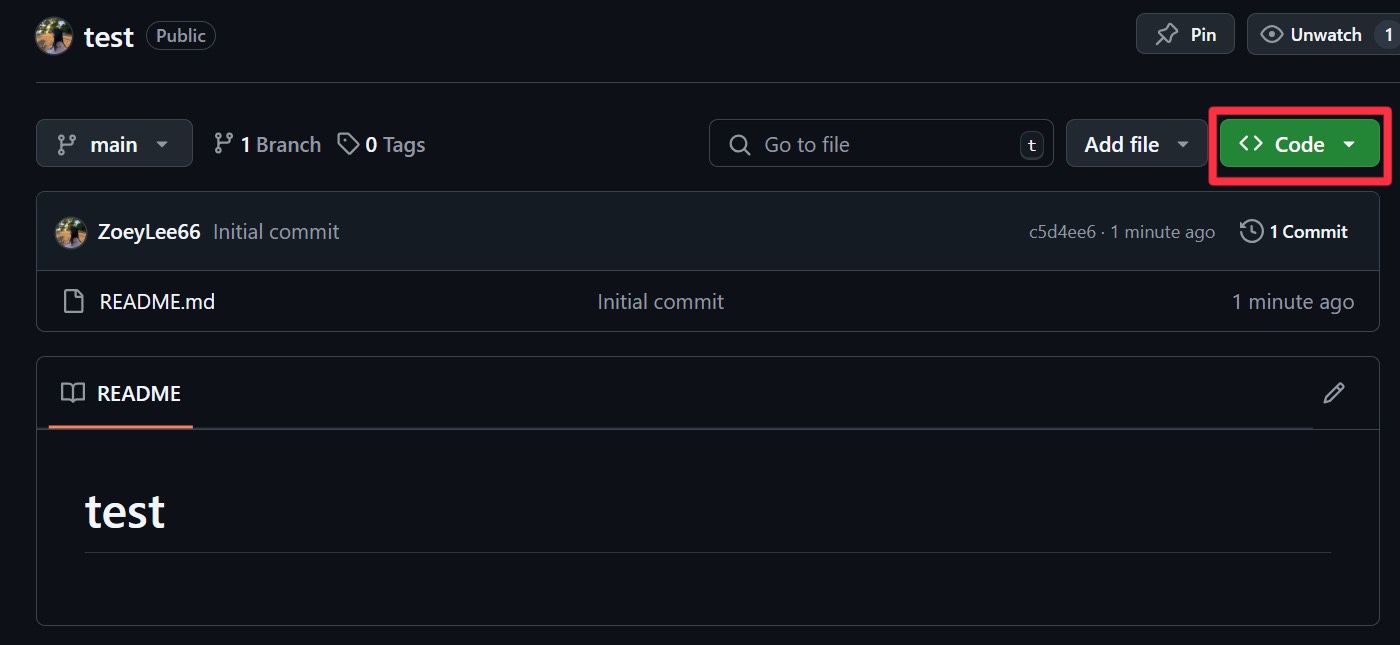 test Public Pin Unwatch 1
main 1 Branch 0 Tags Go to file t Add file Code
ZoeyLee66 Initial commit c5d4ee6 · 1 minute ago 1 Commit
README.md Initial commit 1 minute ago
README
test